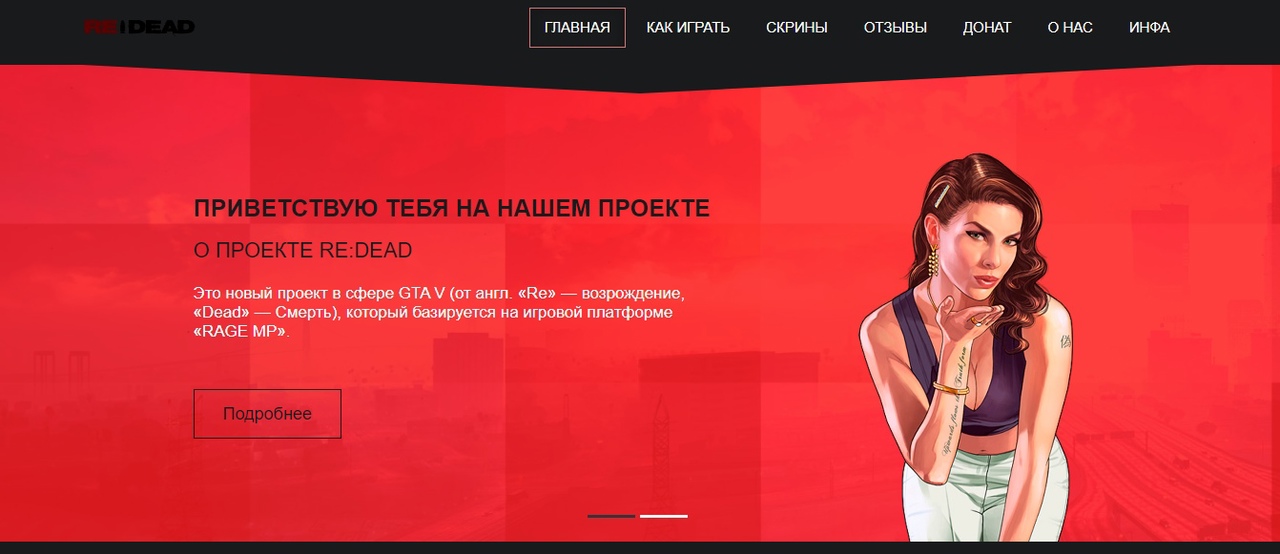 RE:DEAD
ГЛАВНАЯ
КАК ИГРАТЬ
СКРИНЫ
ОТЗЫВЫ
ДОНАТ
О НАС
ИНФА
ПРИВЕТСТВУЮ ТЕБЯ НА НАШЕМ ПРОЕКТЕ
О ПРОЕКТЕ RE:DEAD
Это новый проект в сфере GTA V (от англ. «Re» — возрождение,
«Dead» — Смерть), который базируется на игровой платформе
«RAGE MP».
Подробнее